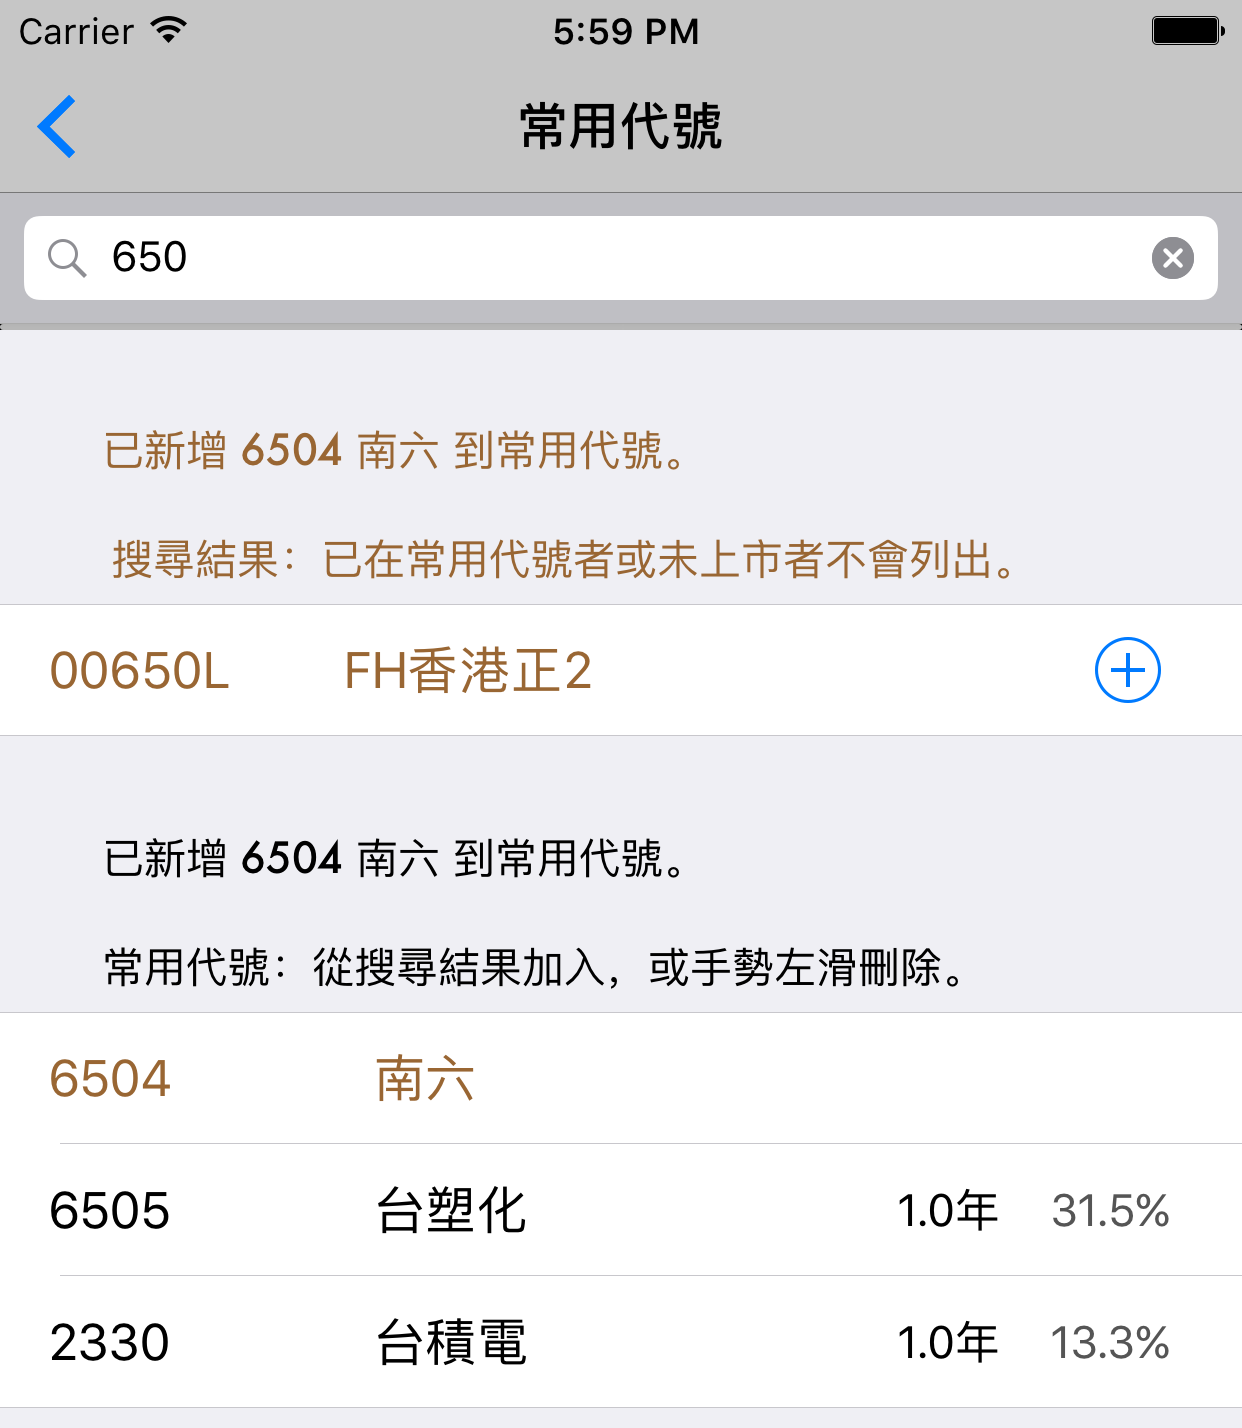 Carrier 5:59 PM
常用代號
650
已新增 6504 南六 到常用代號。
搜尋結果：已在常用代號者或未上市者不會列出。
00650L FH香港正2
已新增 6504 南六 到常用代號。
常用代號：從搜尋結果加入，或手勢左滑刪除。
6504 南六
6505 台塑化 1.0年 31.5%
2330 台積電 1.0年 13.3%